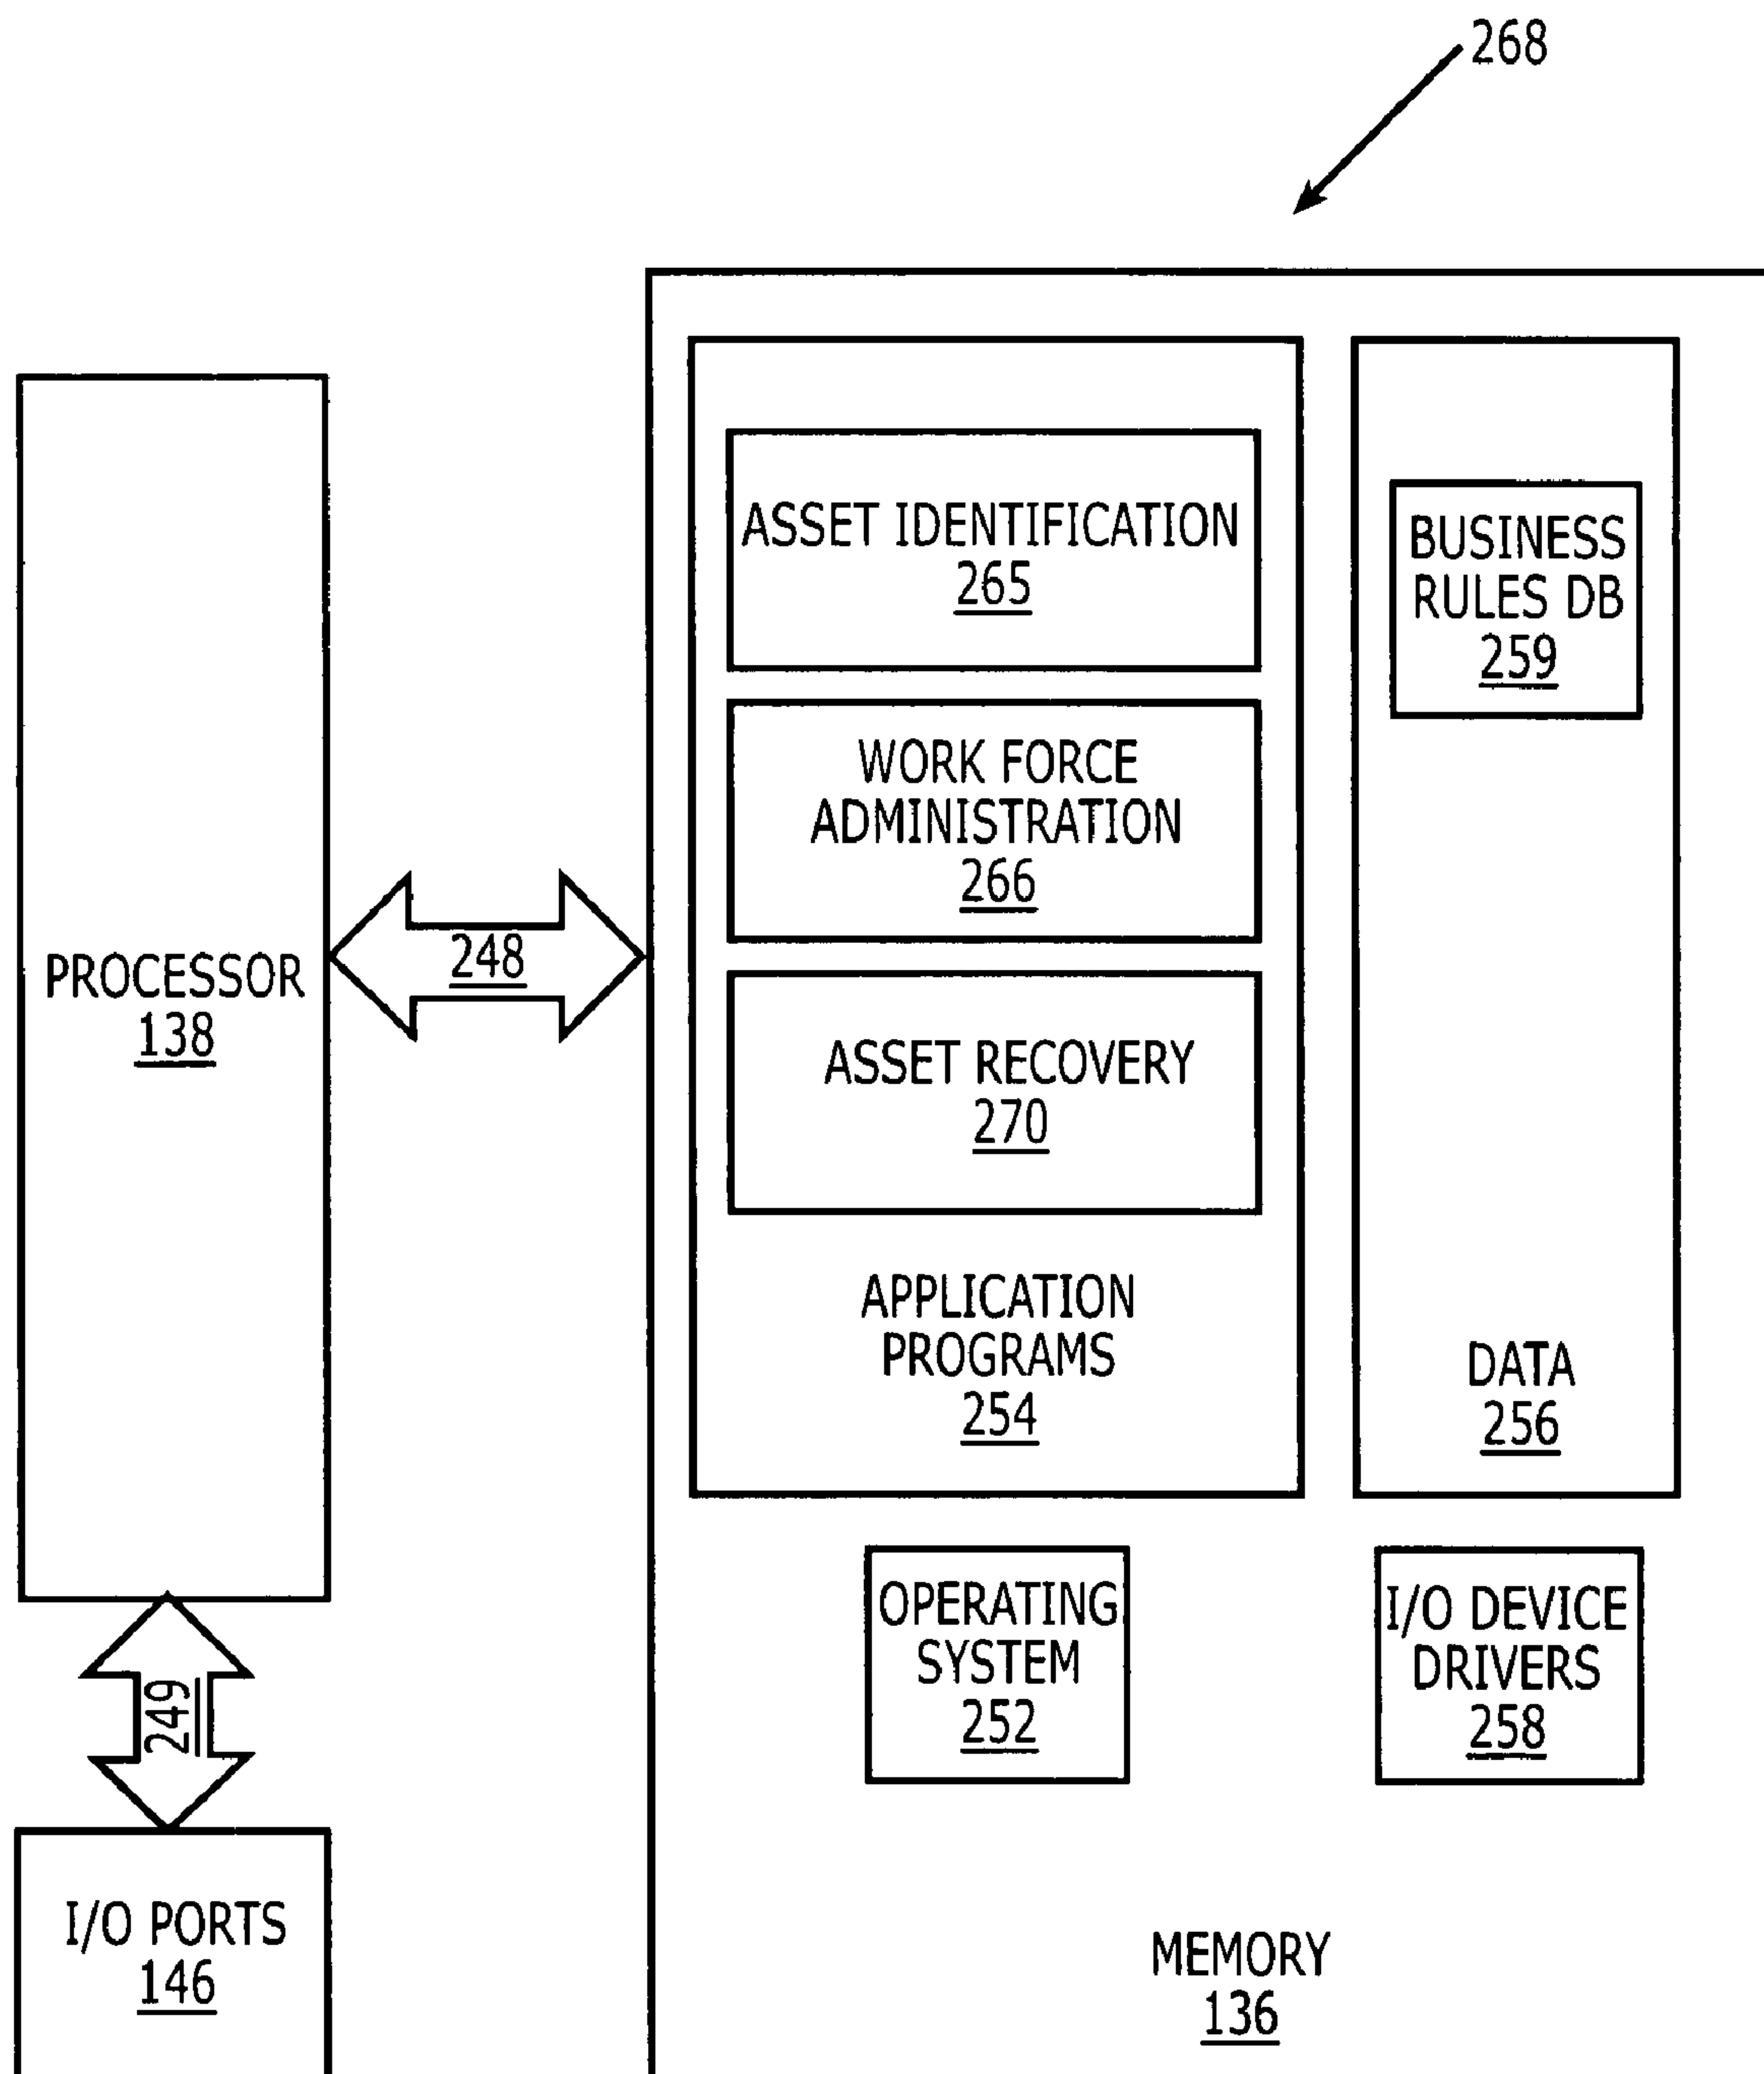 268
ASSET IDENTIFICATION
265
BUSINESS
RULES DB
259
WORK FORCE
ADMINISTRATION
266
PROCESSOR
138
248
ASSET RECOVERY
270
APPLICATION
PROGRAMS
254
DATA
256
OPERATING
SYSTEM
252
I/O DEVICE
DRIVERS
258
249
I/O PORTS
146
MEMORY
136